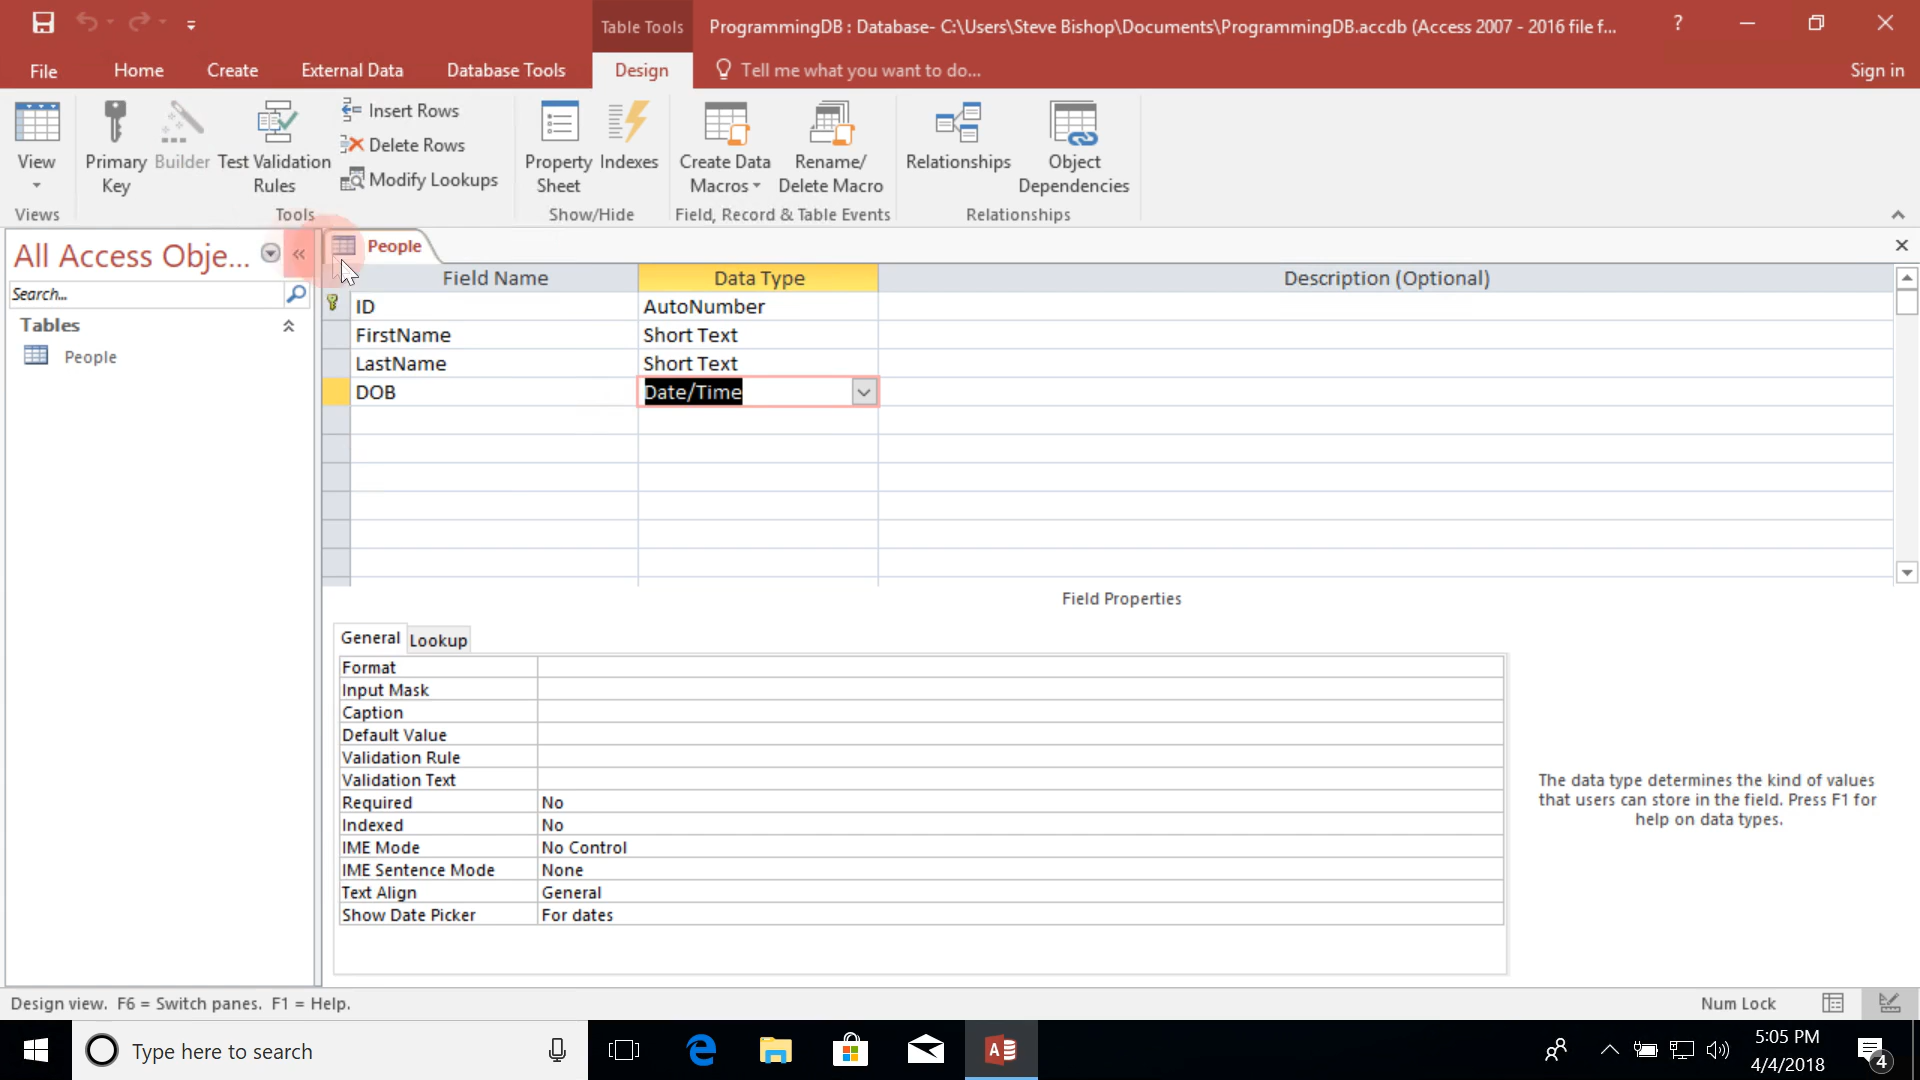 Table Tools
ProgrammingDB : Database- C:\Users\Steve Bishop\Documents\ProgrammingDB.accdb (Access 2007 - 2016 file f...
?
File
Home
Create
External Data
Database Tools
Design
Tell me what you want to do...
Sign in
View
Primary Key
Builder
Test Validation Rules
Insert Rows
Delete Rows
Modify Lookups
Property Sheet
Indexes
Create Data Macros
Rename/ Delete Macro
Relationships
Object Dependencies
Views
Tools
Show/Hide
Field, Record & Table Events
Relationships
All Access Obje...
«
People
Search...
Tables
People
Field Name
Data Type
Description (Optional)
ID
AutoNumber
FirstName
Short Text
LastName
Short Text
DOB
Date/Time
Field Properties
General
Lookup
Format
Input Mask
Caption
Default Value
Validation Rule
Validation Text
Required
No
Indexed
No
IME Mode
No Control
IME Sentence Mode
None
Text Align
General
Show Date Picker
For dates
The data type determines the kind of values
that users can store in the field. Press F1 for
help on data types.
Design view.  F6 = Switch panes.  F1 = Help.
Num Lock
Type here to search
A
5:05 PM
4/4/2018
4